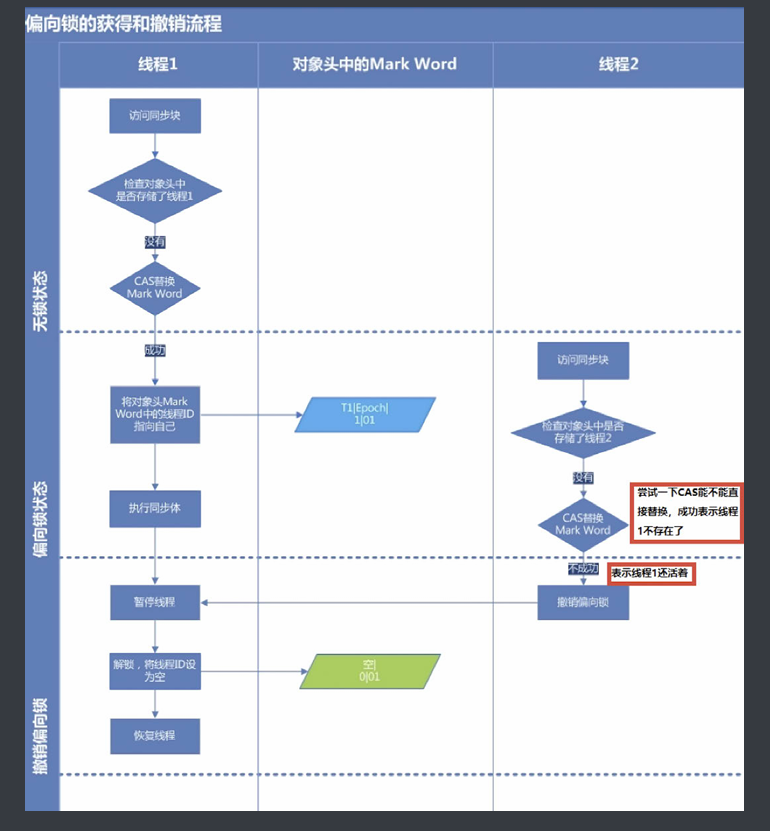 偏向锁的获得和撤销流程
线程1
对象头中的Mark Word
线程2
无锁状态
访问同步块
检查对象头中
是否存储了线程1
没有
CAS替换
Mark Word
偏向锁状态
成功
将对象头Mark
Word中的线程ID
指向自己
T1|Epoch|
1|01
执行同步体
访问同步块
检查对象头中是否
存储了线程2
没有
CAS替换
Mark Word
尝试一下CAS能不能直
接替换，成功表示线程
1不存在了
不成功
表示线程1还活着
撤销偏向锁
撤销偏向锁
暂停线程
解锁，将线程ID设
为空
空|
0|01
恢复线程